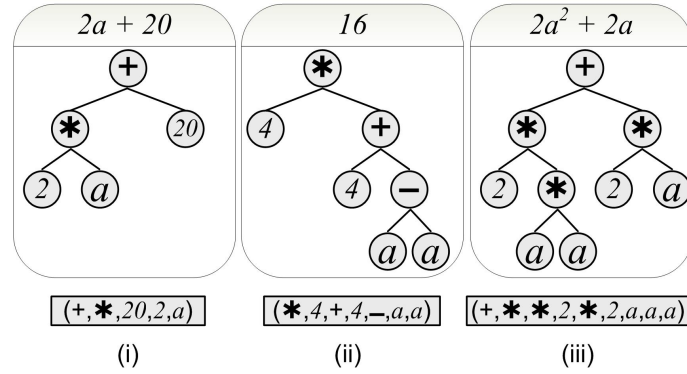 2a + 20
16
2a² + 2a
+
*
20
2
a
*
4
+
4
−
a
a
+
*
*
2
*
2
a
a
a
(+,*,20,2,a)
(*,4,+,4,−,a,a)
(+,*,*,2,*,2,a,a,a)
(i)
(ii)
(iii)